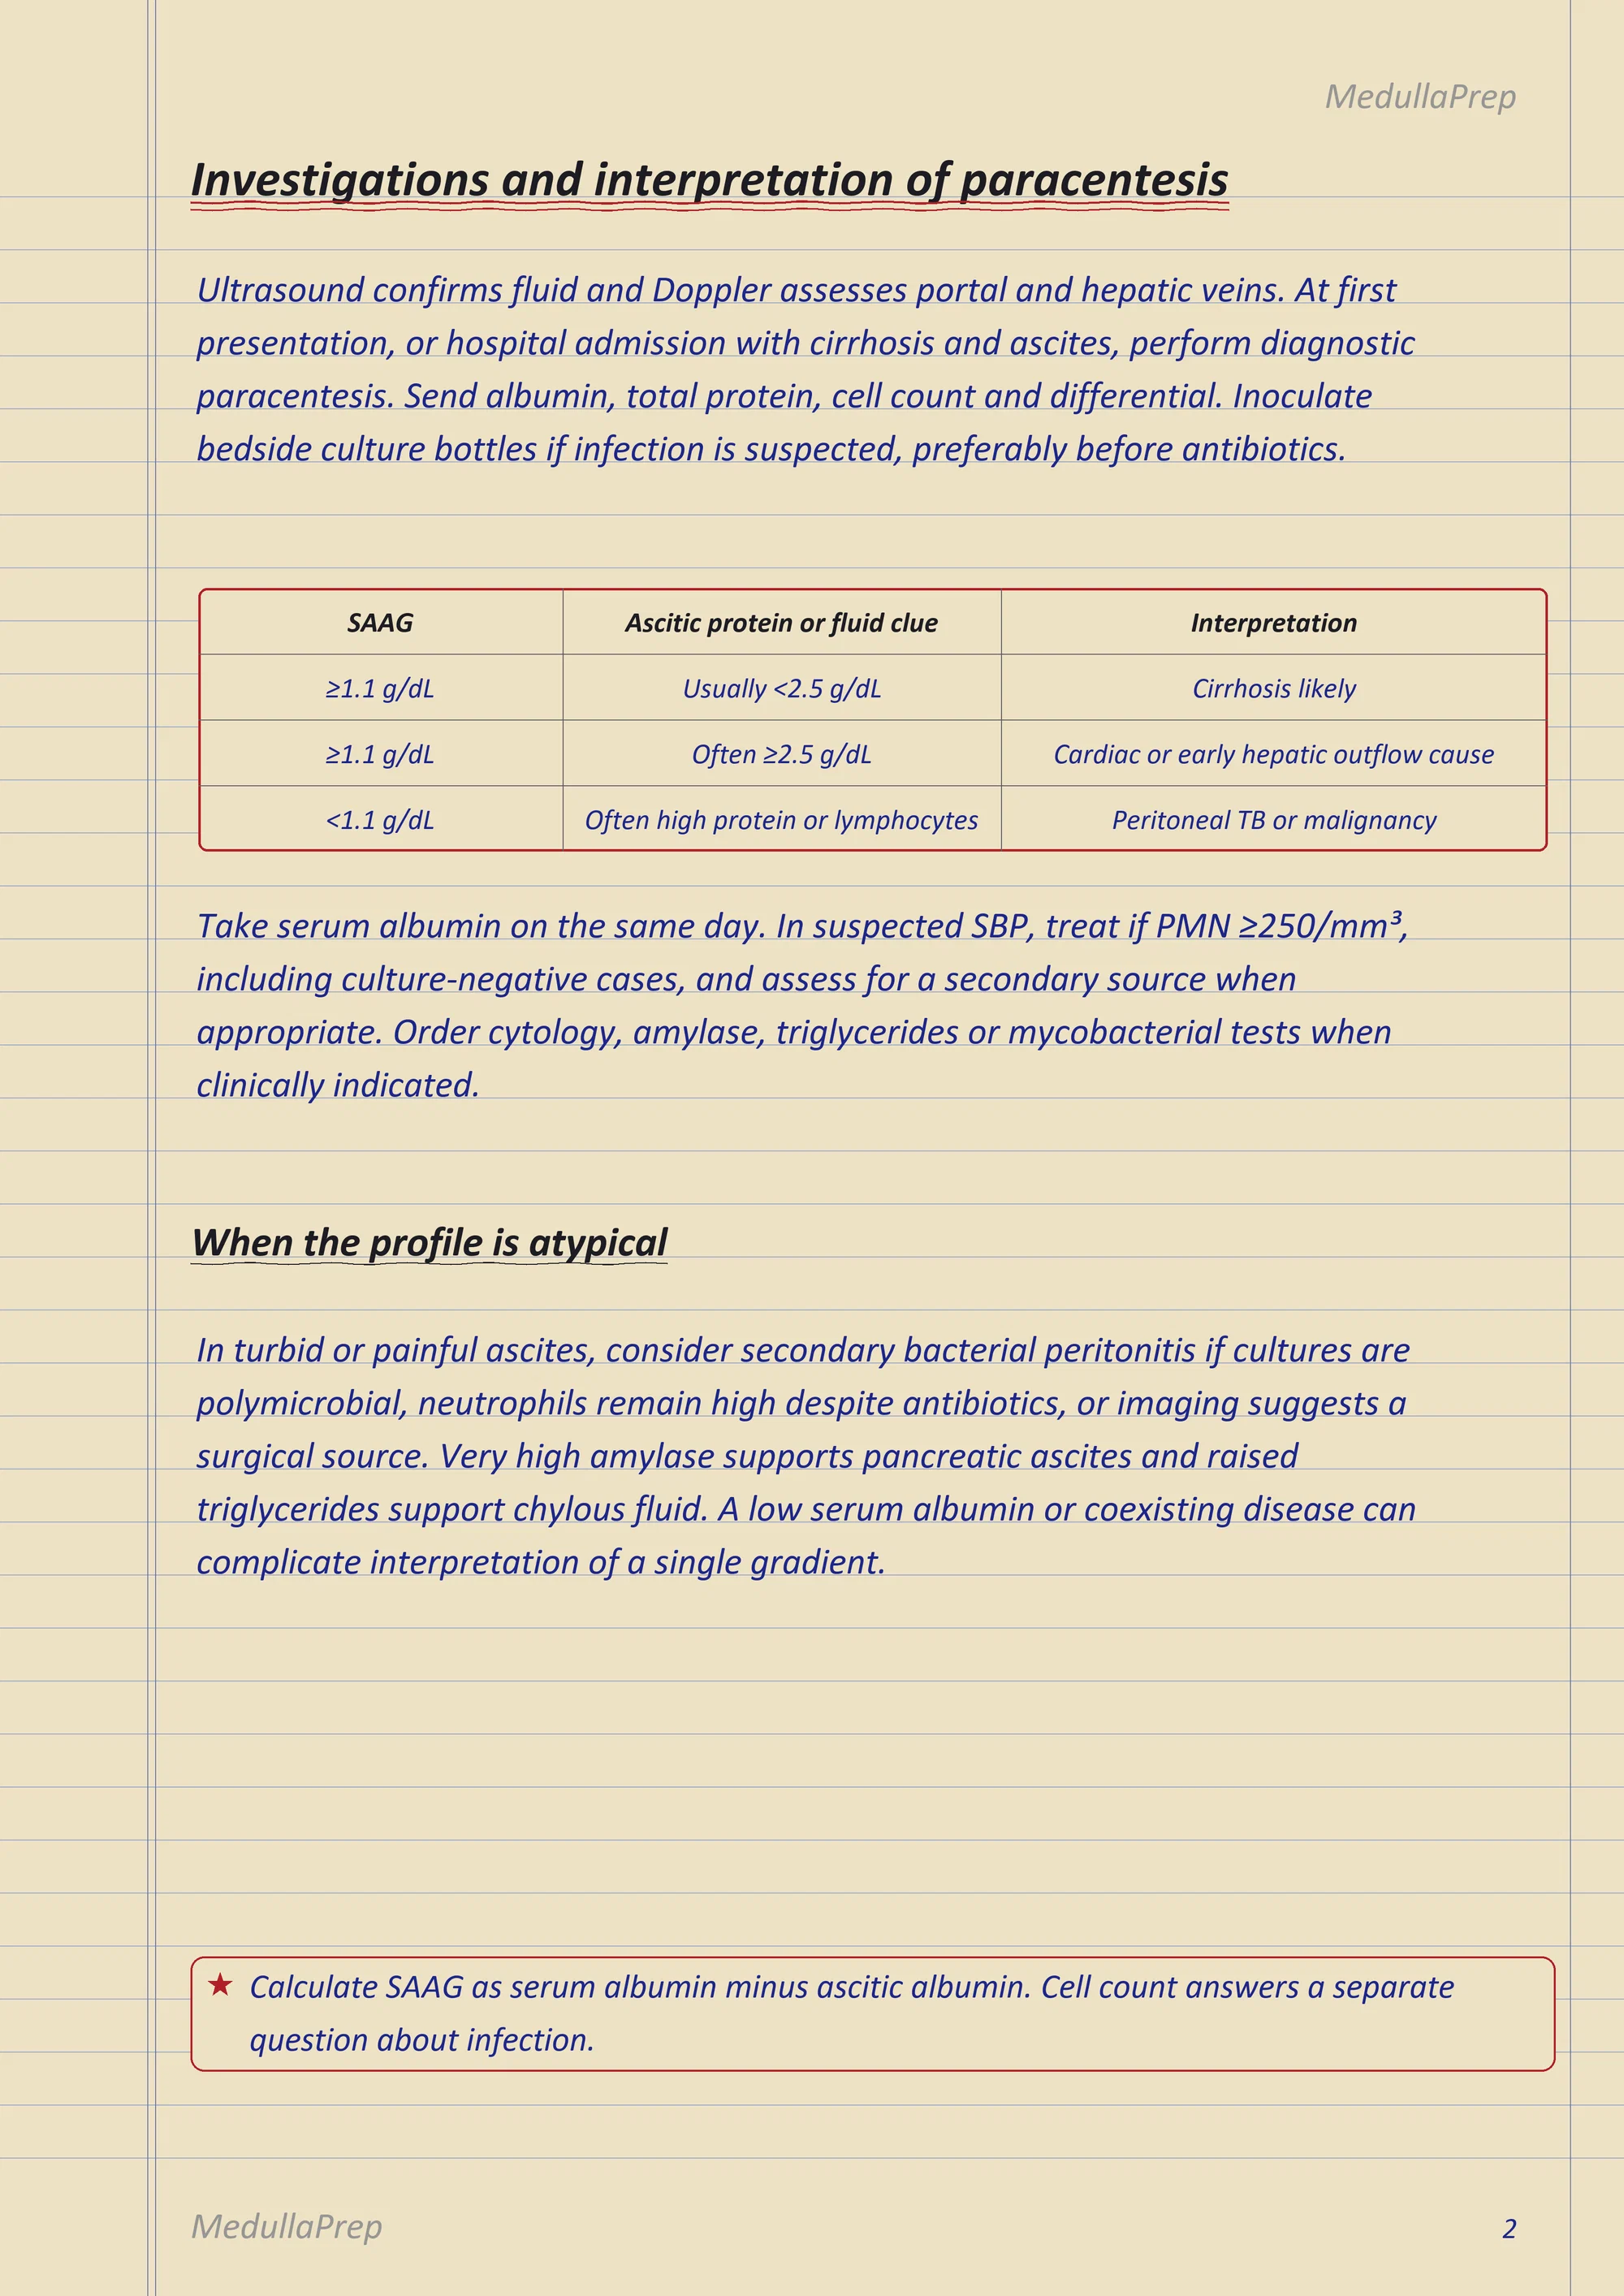 MedullaPrep
Investigations and interpretation of paracentesis
Ultrasound confirms fluid and Doppler assesses portal and hepatic veins. At first
presentation, or hospital admission with cirrhosis and ascites, perform diagnostic
paracentesis. Send albumin, total protein, cell count and differential. Inoculate
bedside culture bottles if infection is suspected, preferably before antibiotics.
SAAG Ascitic protein or fluid clue Interpretation
≥1.1 g/dL Usually <2.5 g/dL Cirrhosis likely
≥1.1 g/dL Often ≥2.5 g/dL Cardiac or early hepatic outflow cause
<1.1 g/dL Often high protein or lymphocytes Peritoneal TB or malignancy
Take serum albumin on the same day. In suspected SBP, treat if PMN ≥250/mm³,
including culture-negative cases, and assess for a secondary source when
appropriate. Order cytology, amylase, triglycerides or mycobacterial tests when
clinically indicated.
When the profile is atypical
In turbid or painful ascites, consider secondary bacterial peritonitis if cultures are
polymicrobial, neutrophils remain high despite antibiotics, or imaging suggests a
surgical source. Very high amylase supports pancreatic ascites and raised
triglycerides support chylous fluid. A low serum albumin or coexisting disease can
complicate interpretation of a single gradient.
★ Calculate SAAG as serum albumin minus ascitic albumin. Cell count answers a separate
question about infection.
MedullaPrep 2